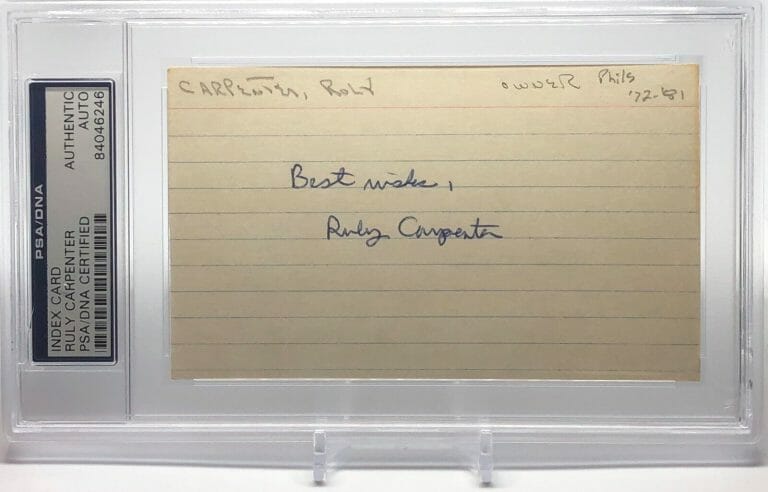 PSA/DNA
INDEX CARD
RULY CARPENTER
PSA/DNA CERTIFIED
AUTHENTIC
AUTO
84046246
CARPENTER, Robt
OWNER Phils
'72-'81
Best wishes,
Ruly Carpenter